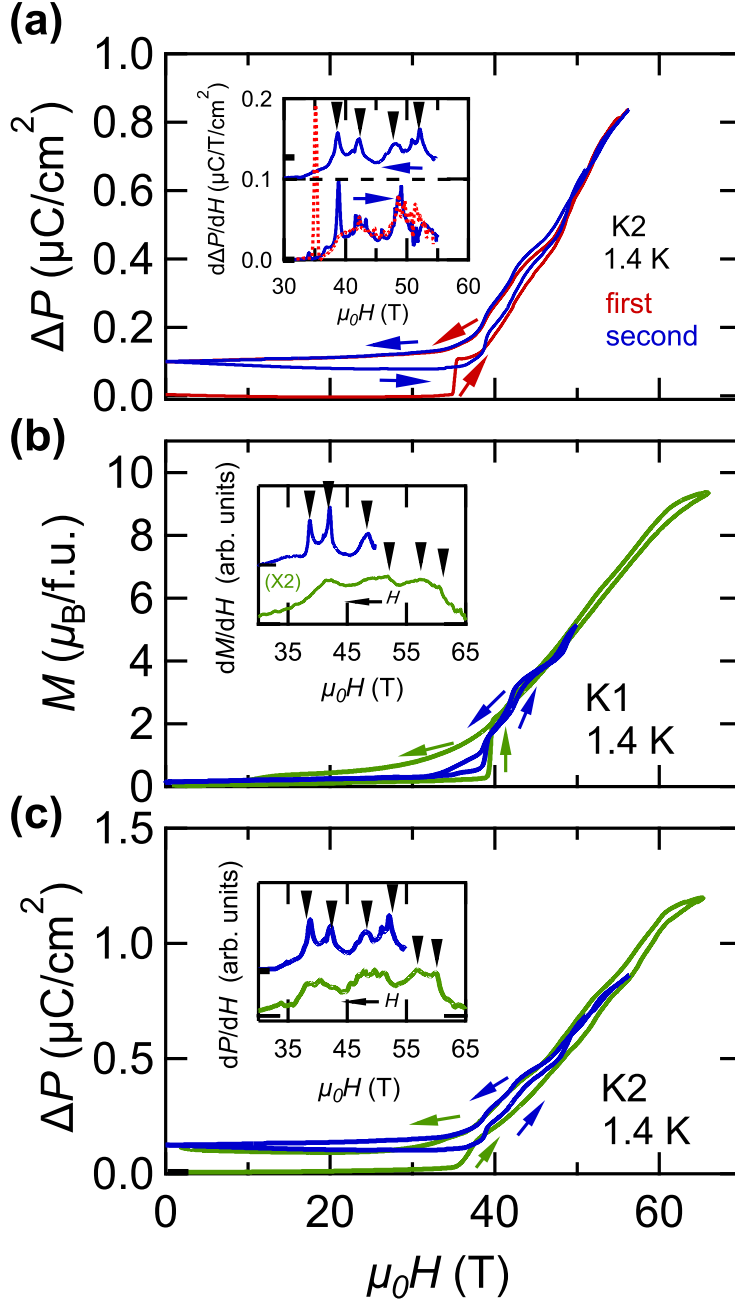 (a)
ΔP (μC/cm²)
1.0
0.8
0.6
0.4
0.2
0.0
dΔP/dH (μC/T/cm²)
0.2
0.1
0.0
30 40 50 60
μ₀H (T)
K2
1.4 K
first
second
(b)
M (μB/f.u.)
10
8
6
4
2
0
dM/dH (arb. units)
(X2)
H
35 45 55 65
μ₀H (T)
K1
1.4 K
(c)
ΔP (μC/cm²)
1.5
1.0
0.5
0.0
dP/dH (arb. units)
H
35 45 55 65
μ₀H (T)
K2
1.4 K
0 20 40 60
μ₀H (T)